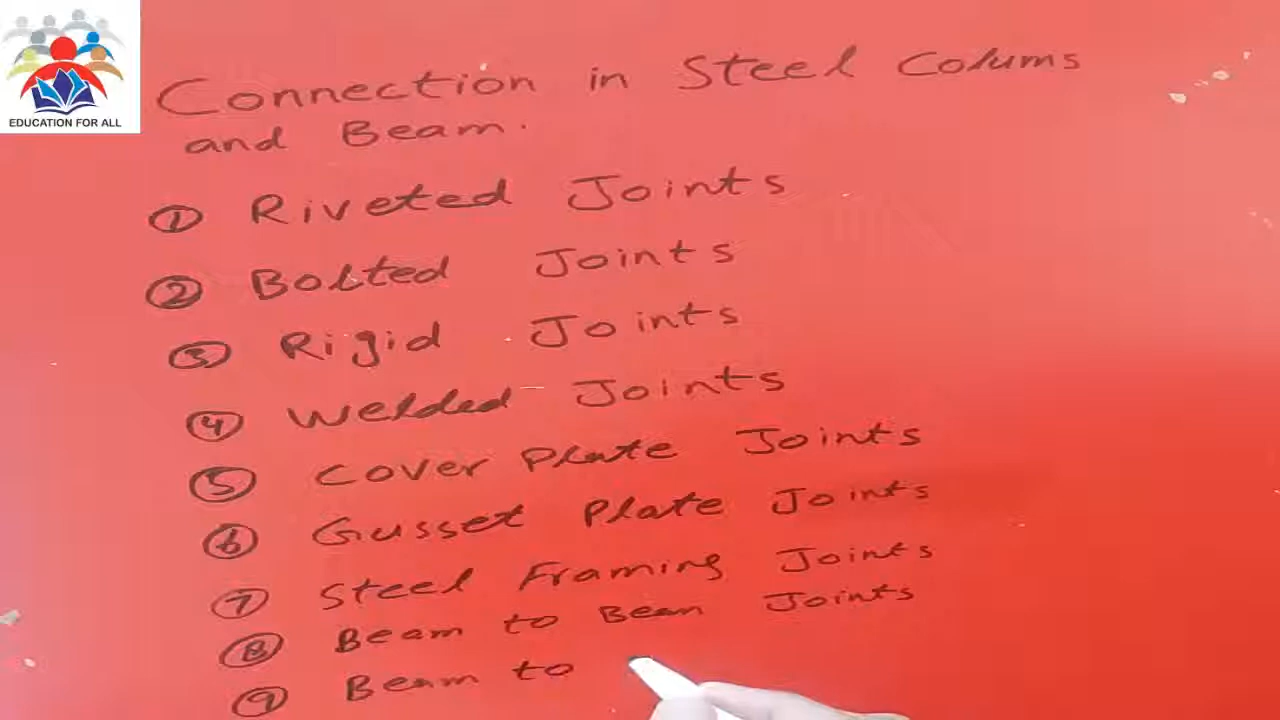 EDUCATION FOR ALL
Connection in Steel Colums
and Beam.
① Riveted Joints
② Bolted Joints
③ Rigid Joints
④ Welded Joints
⑤ Cover Plate Joints
⑥ Gusset Plate Joints
⑦ Steel Framing Joints
⑧ Beam to Beam Joints
⑨ Beam to